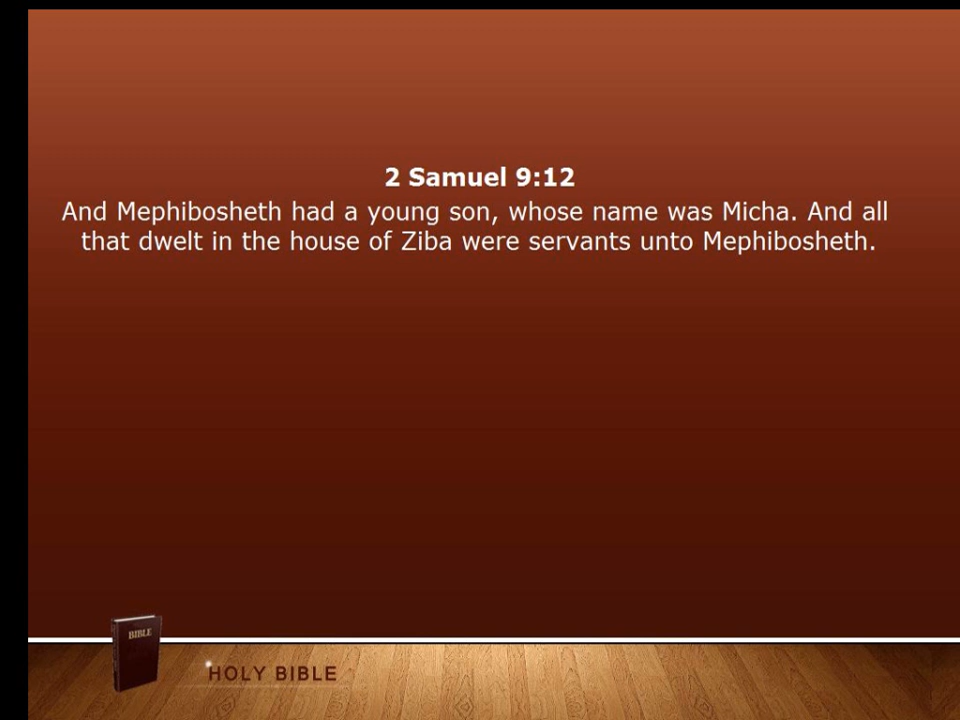 2 Samuel 9:12
And Mephibosheth had a young son, whose name was Micha. And all
that dwelt in the house of Ziba were servants unto Mephibosheth.
BIBLE
HOLY BIBLE